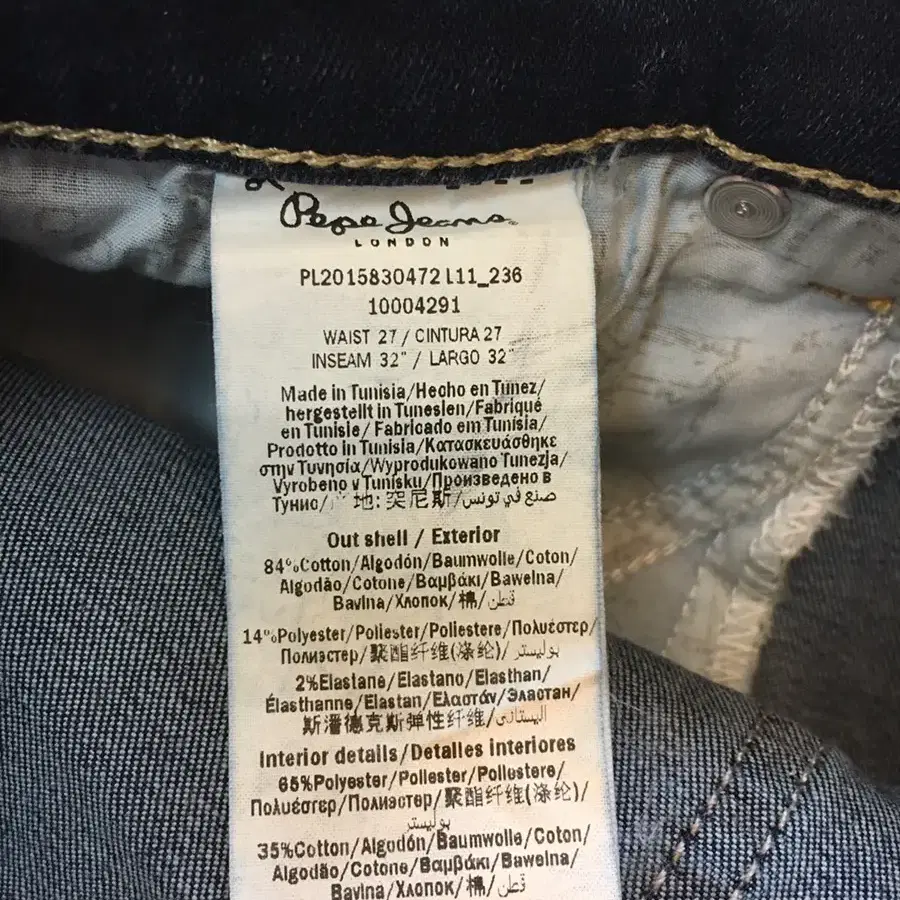 Pepe Jeans
LONDON
PL2015830472 L11_236
10004291
WAIST 27 / CINTURA 27
INSEAM 32" / LARGO 32"
Made in Tunisia/Hecho en Túnez/
hergestellt in Tunesien/Fabriqué
en Tunisie/ Fabricado em Tunísia/
Prodotto in Tunisia/Κατασκευάσθηκε
στην Τυνησία/Wyprodukowano Tunezja/
Vyrobeno v Tunisku/Произведено в
Тунис/ 地: 突尼斯/صنع في تونس
Out shell / Exterior
84%Cotton/Algodón/Baumwolle/Coton/
Algodão/Cotone/Βαμβάκι/Bawelna/
Bavlna/Хлопок/棉/قطن
14%Polyester/Poliester/Poliestere/Πολυέστερ/
Полиэстер/聚酯纤维(涤纶)/بوليستر
2%Elastane/Elastano/Elasthan/
Élasthanne/Elastan/Ελαστάν/Эластан/
斯潘德克斯弹性纤维/اليستاني
Interior details/Detalles interiores
65%Polyester/Poliester/Poliestere/
Πολυέστερ/Полиэстер/聚酯纤维(涤纶)/
بوليستر
35%Cotton/Algodón/Baumwolle/Coton/
Algodão/Cotone/Βαμβάκι/Bawelna/
Bavlna/Хлопок/棉/قطن